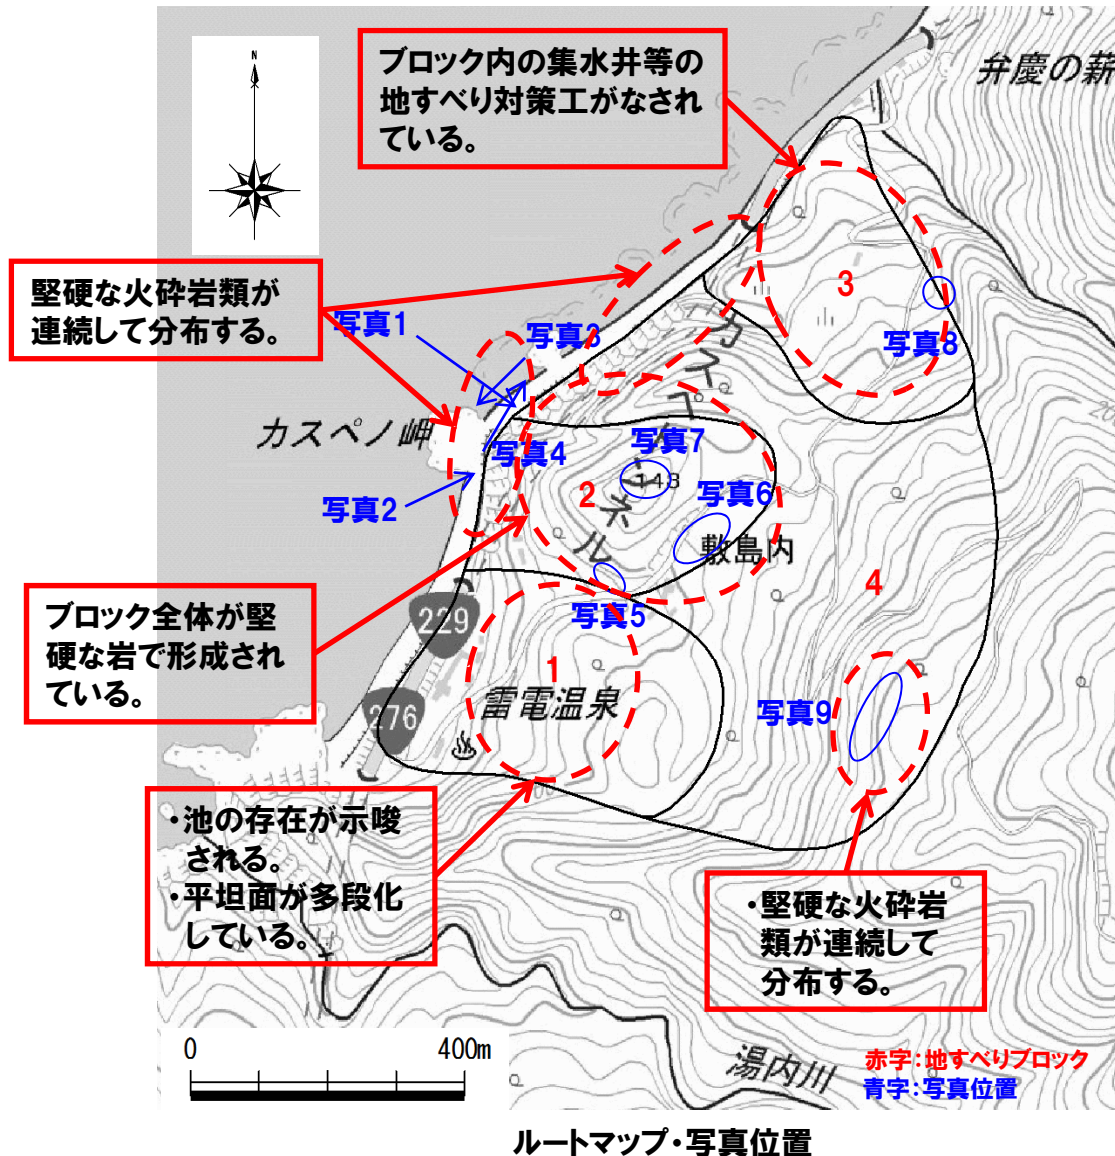 N
ブロック内の集水井等の
地すべり対策工がなされ
ている。
弁慶の薪
堅硬な火砕岩類が
連続して分布する。
写真1
写真3
3
写真8
カスペノ岬
カスペトンネル
写真4
写真7
143
写真2
2
写真6
敷島内
4
ブロック全体が堅
硬な岩で形成され
ている。
229
写真5
1
雷電温泉
276
写真9
・池の存在が示唆
される。
・平坦面が多段化
している。
・堅硬な火砕岩
類が連続して
分布する。
0 400m
湯内川
赤字：地すべりブロック
青字：写真位置
ルートマップ・写真位置